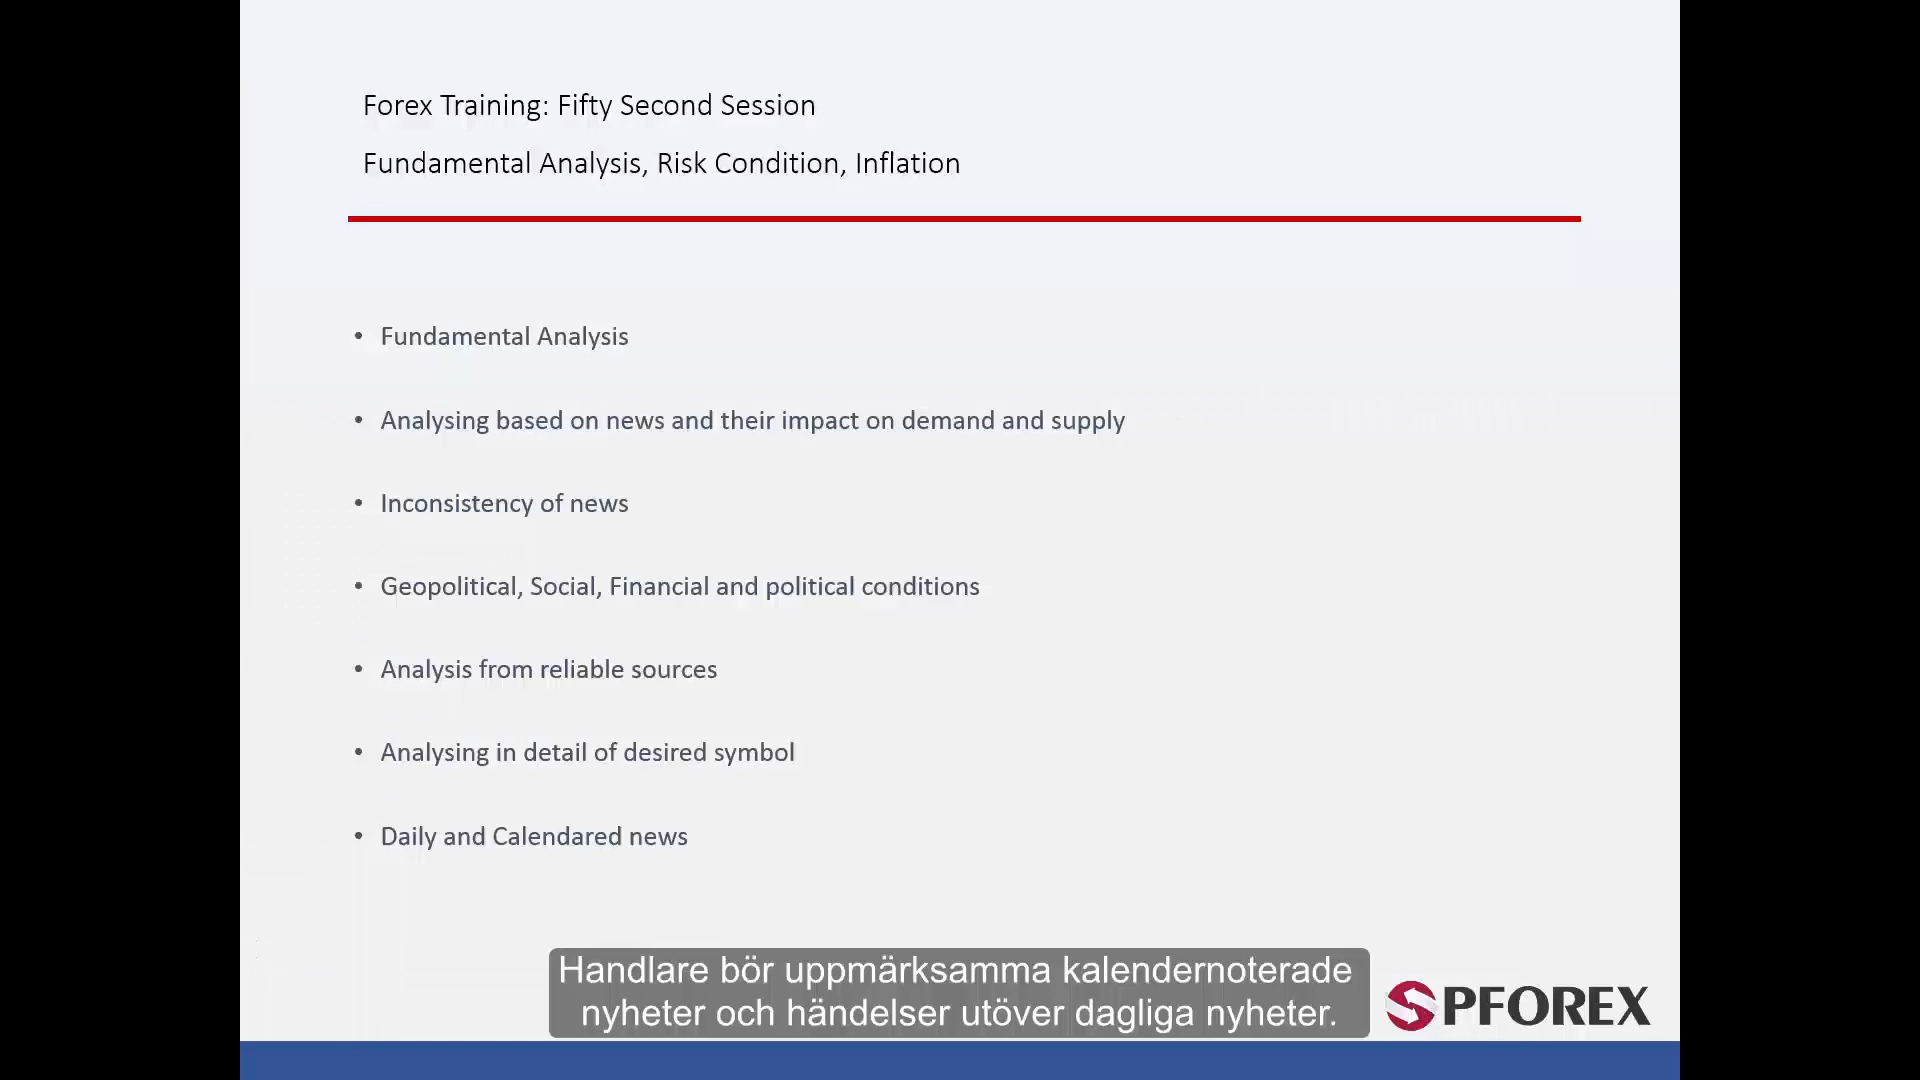 Forex Training: Fifty Second Session
Fundamental Analysis, Risk Condition, Inflation
• Fundamental Analysis
• Analysing based on news and their impact on demand and supply
• Inconsistency of news
• Geopolitical, Social, Financial and political conditions
• Analysis from reliable sources
• Analysing in detail of desired symbol
• Daily and Calendared news
Handlare bör uppmärksamma kalendernoterade
nyheter och händelser utöver dagliga nyheter.
SPFOREX